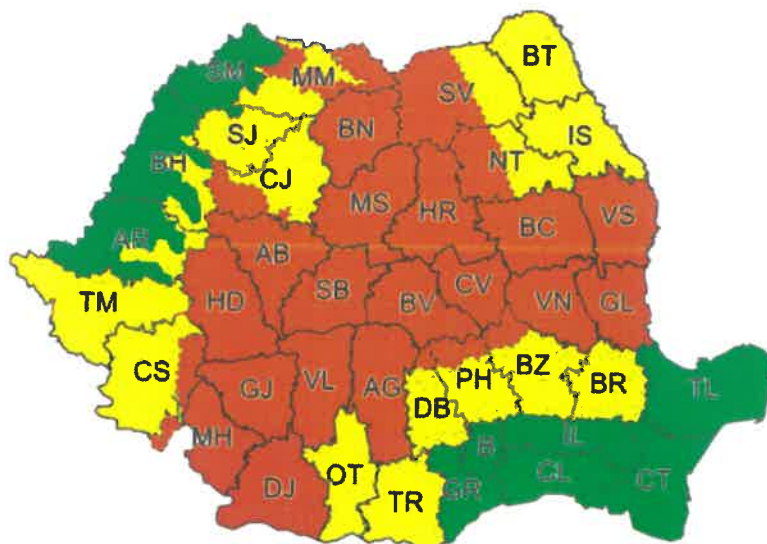 BT
SM
MM
SV
BN
SJ
IS
NT
BH
CJ
MS
HR
BC
VS
AR
AB
TM
HD
SB
BV
CV
VN
GL
CS
GJ
VL
AG
PH
BZ
BR
TL
DB
MH
IL
B
OT
CL
CT
DJ
TR
GR